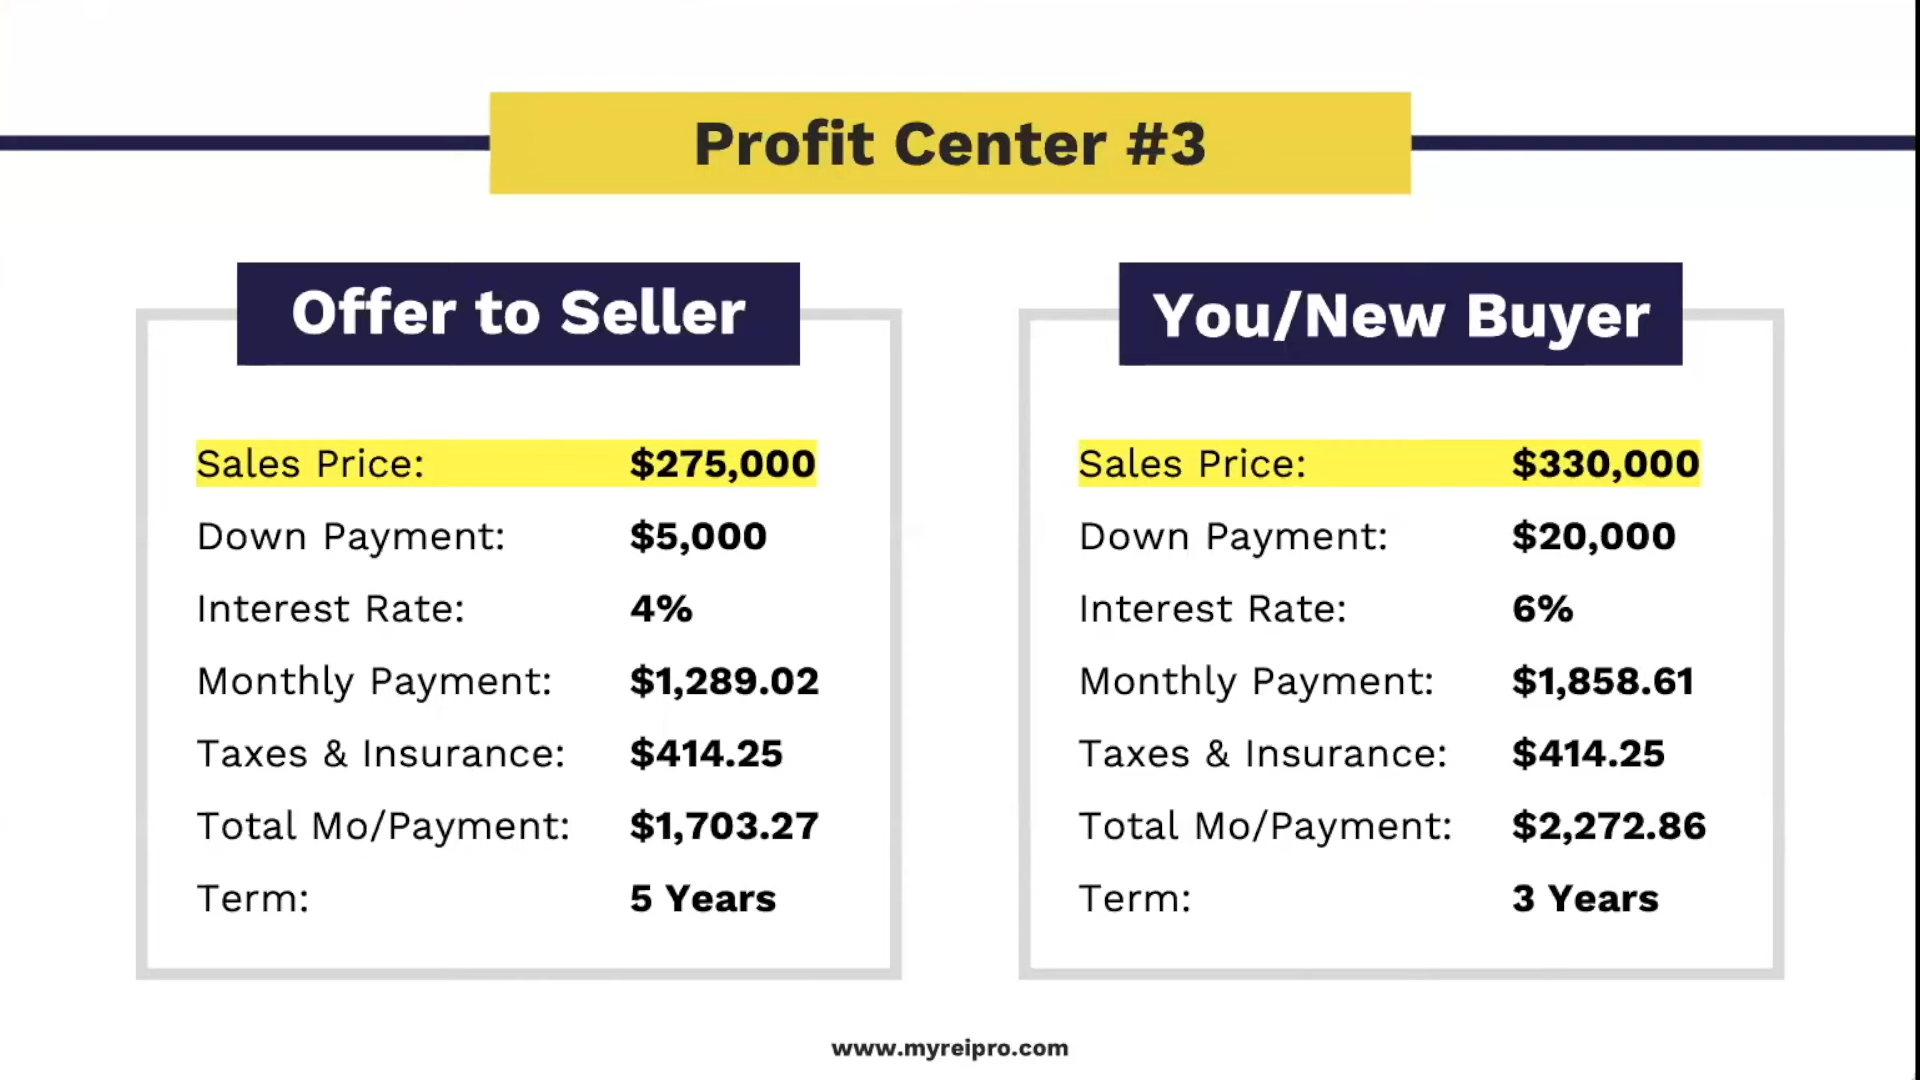 Profit Center #3
Offer to Seller
Sales Price: $275,000
Down Payment: $5,000
Interest Rate: 4%
Monthly Payment: $1,289.02
Taxes & Insurance: $414.25
Total Mo/Payment: $1,703.27
Term: 5 Years
You/New Buyer
Sales Price: $330,000
Down Payment: $20,000
Interest Rate: 6%
Monthly Payment: $1,858.61
Taxes & Insurance: $414.25
Total Mo/Payment: $2,272.86
Term: 3 Years
www.myreipro.com